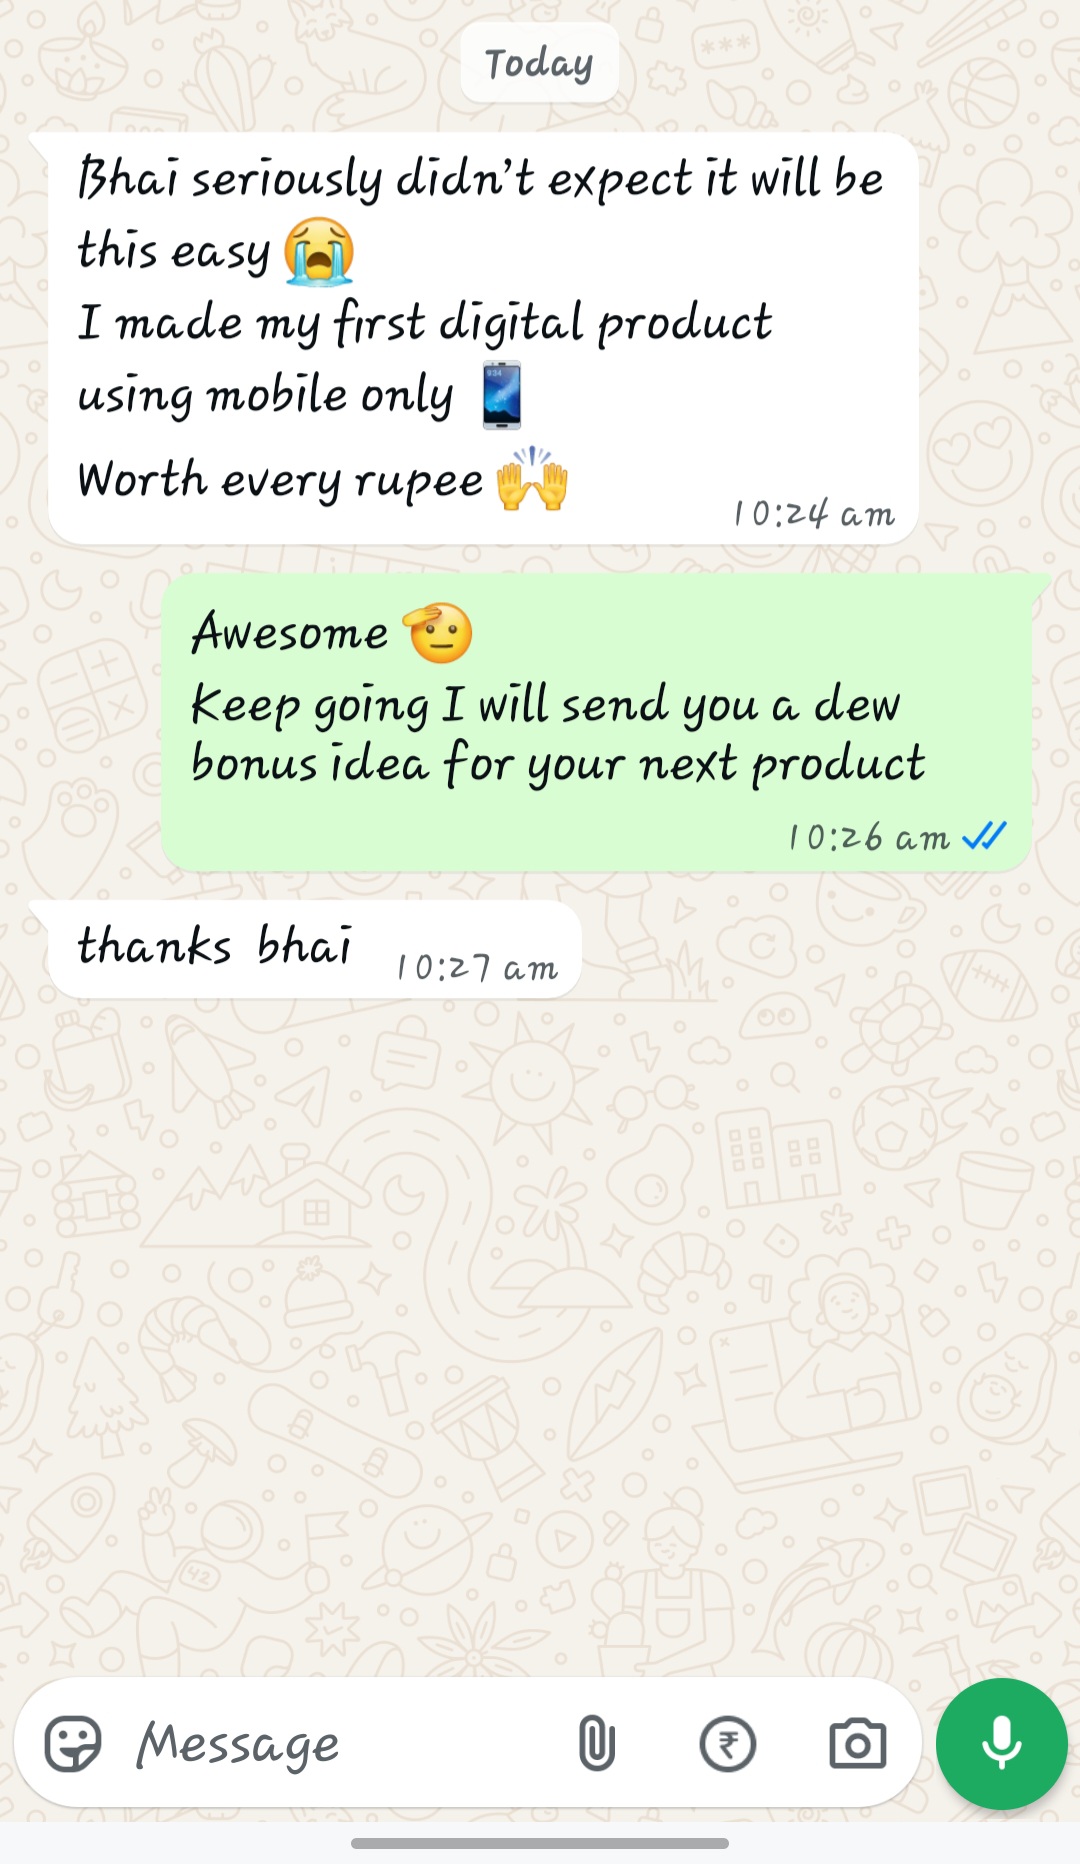 Today
Bhai seriously didn't expect it will be
this easy 😭
I made my first digital product
using mobile only 📱
Worth every rupee 🙌
10:24 am
Awesome 🫡
Keep going I will send you a dew
bonus idea for your next product
10:26 am
thanks bhai 10:27 am
Message